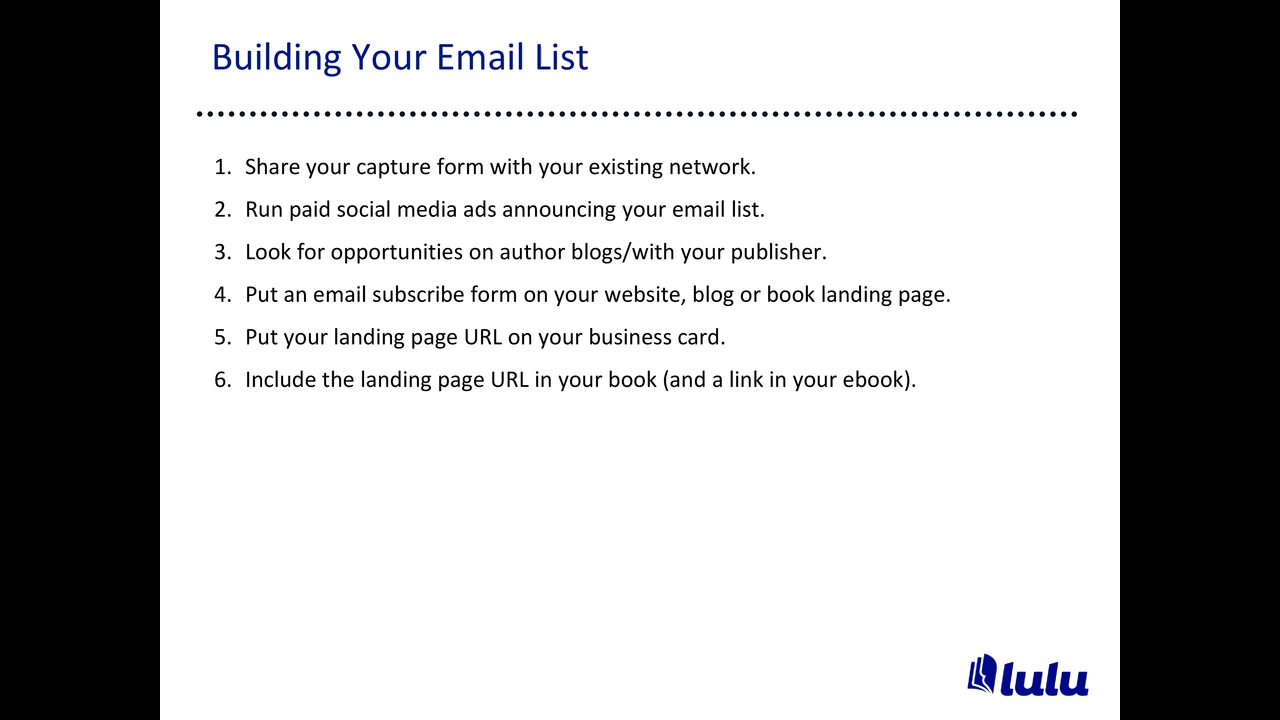 Building Your Email List
1. Share your capture form with your existing network.
2. Run paid social media ads announcing your email list.
3. Look for opportunities on author blogs/with your publisher.
4. Put an email subscribe form on your website, blog or book landing page.
5. Put your landing page URL on your business card.
6. Include the landing page URL in your book (and a link in your ebook).
lulu